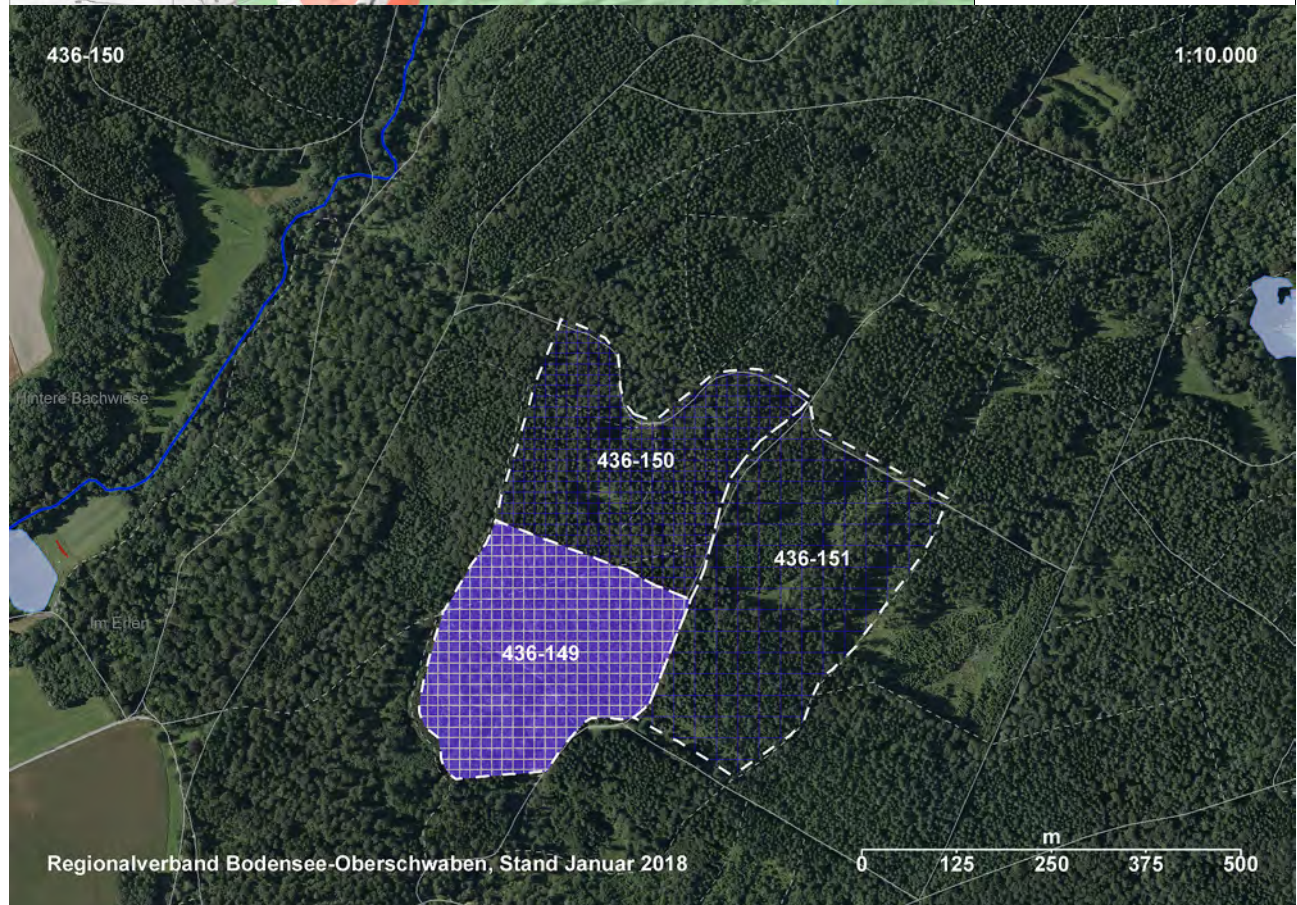 436-150
1:10.000
Hintere Bachwiese
436-150
436-151
Im Erlen
436-149
Regionalverband Bodensee-Oberschwaben, Stand Januar 2018
m
0 125 250 375 500